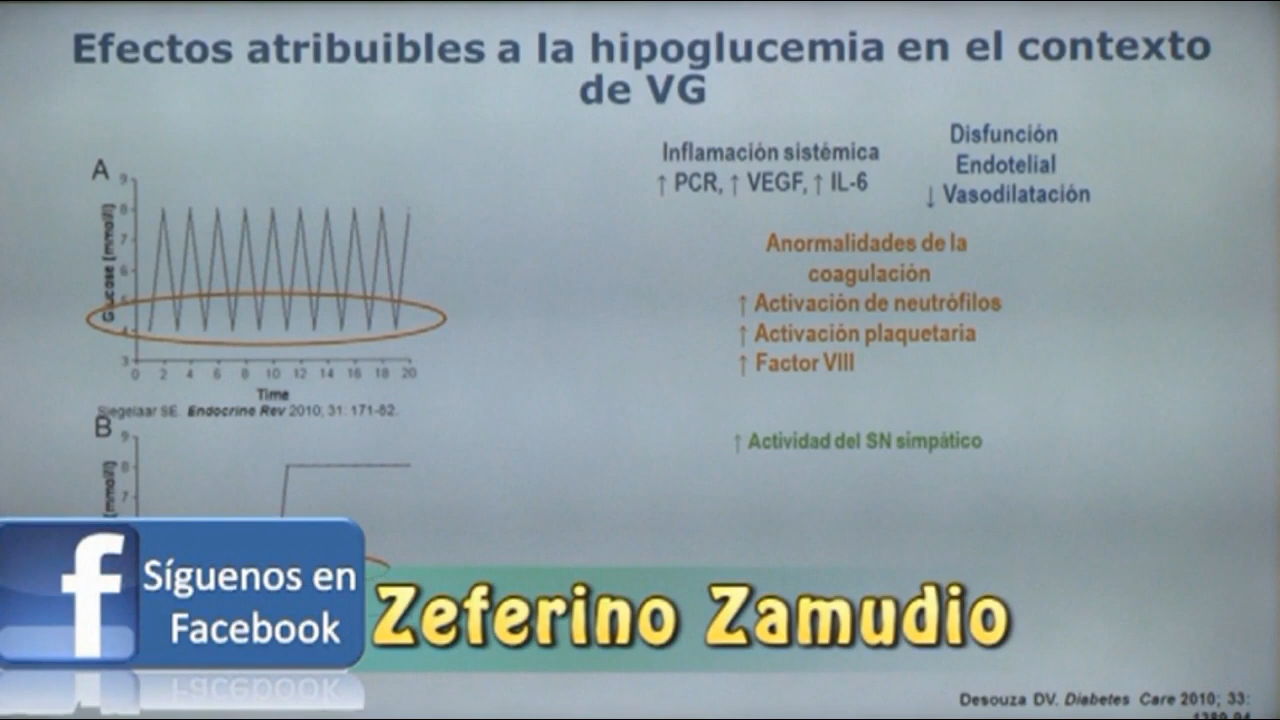 Efectos atribuibles a la hipoglucemia en el contexto
de VG
A
9
8
7
6
5
4
3
Glucose [mmol/l]
0 2 4 6 8 10 12 14 16 18 20
Time
Siegelaar SE. Endocrine Rev 2010; 31: 171-82.
Inflamación sistémica
↑ PCR, ↑ VEGF, ↑ IL-6
Disfunción
Endotelial
↓ Vasodilatación
Anormalidades de la
coagulación
↑ Activación de neutrófilos
↑ Activación plaquetaria
↑ Factor VIII
↑ Actividad del SN simpático
B
9
8
7
[mmol/l]
Síguenos en
Facebook
Zeferino Zamudio
Desouza DV. Diabetes Care 2010; 33: